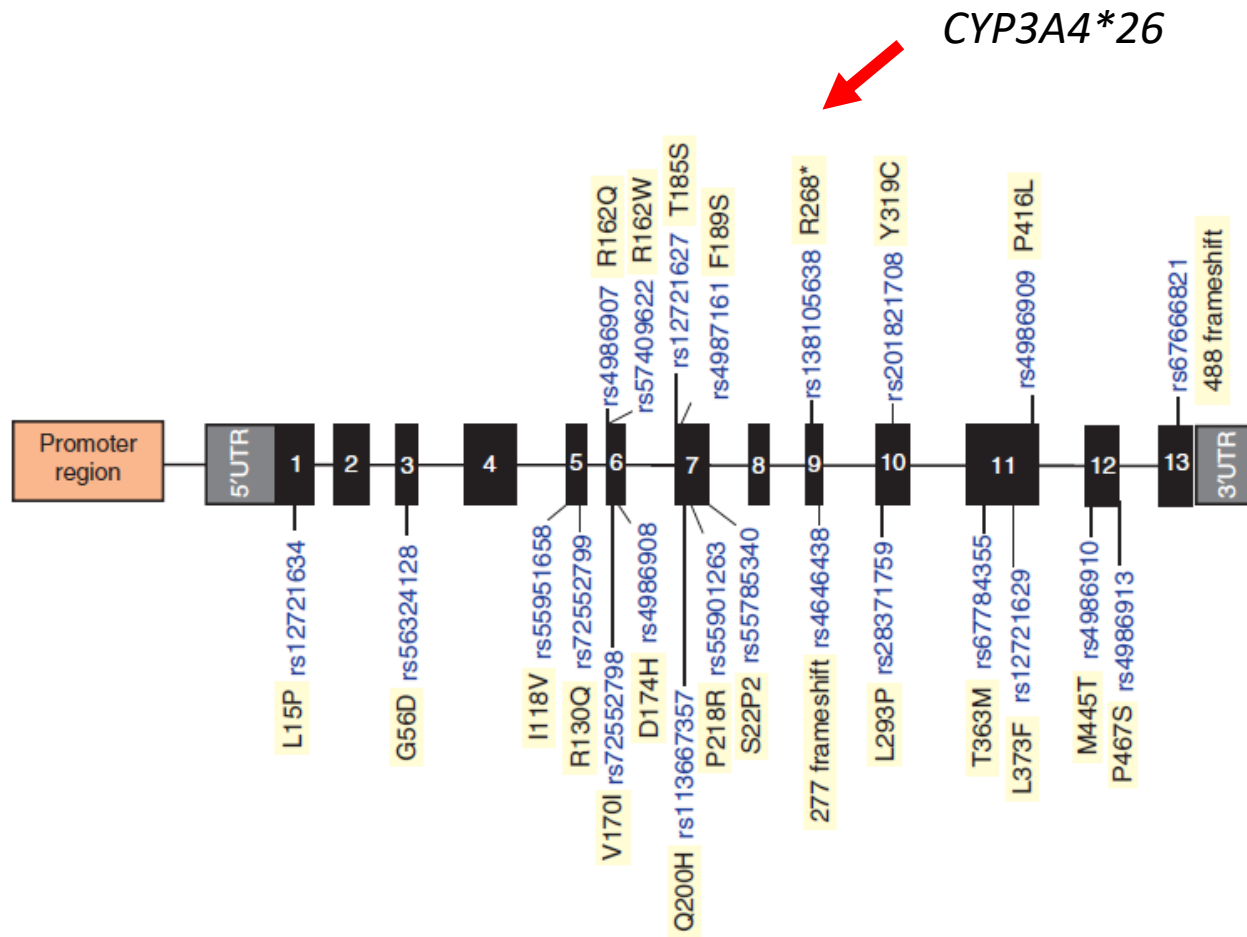 CYP3A4*26
rs4986907 R162Q
rs57409622 R162W
rs12721627 T185S
rs4987161 F189S
rs138105638 R268*
rs201821708 Y319C
rs4986909 P416L
rs67666821
488 frameshift
Promoter
region
5'UTR
1
2
3
4
5
6
7
8
9
10
11
12
13
3'UTR
L15P rs12721634
G56D rs56324128
I118V rs55951658
R130Q rs72552799
V170I rs72552798
D174H rs4986908
Q200H rs113667357
P218R rs55901263
S22P2 rs55785340
277 frameshift rs4646438
L293P rs28371759
T363M rs67784355
L373F rs12721629
M445T rs4986910
P467S rs4986913